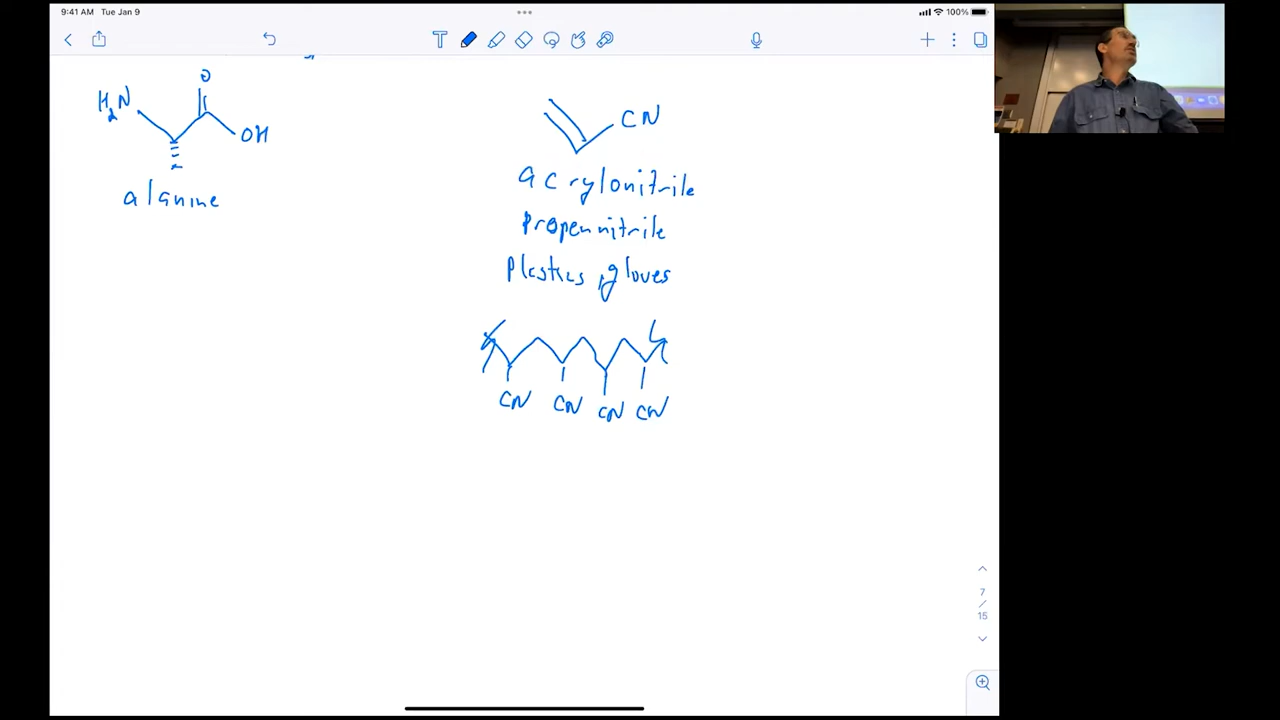 9:41 AM Tue Jan 9
100%
T
H₂N
O
OH
alanine
CN
acrylonitrile
Propennitrile
Plastics, gloves
CN CN CN CN
7
/
15